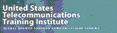 United States
Telecommunications
Training Institute